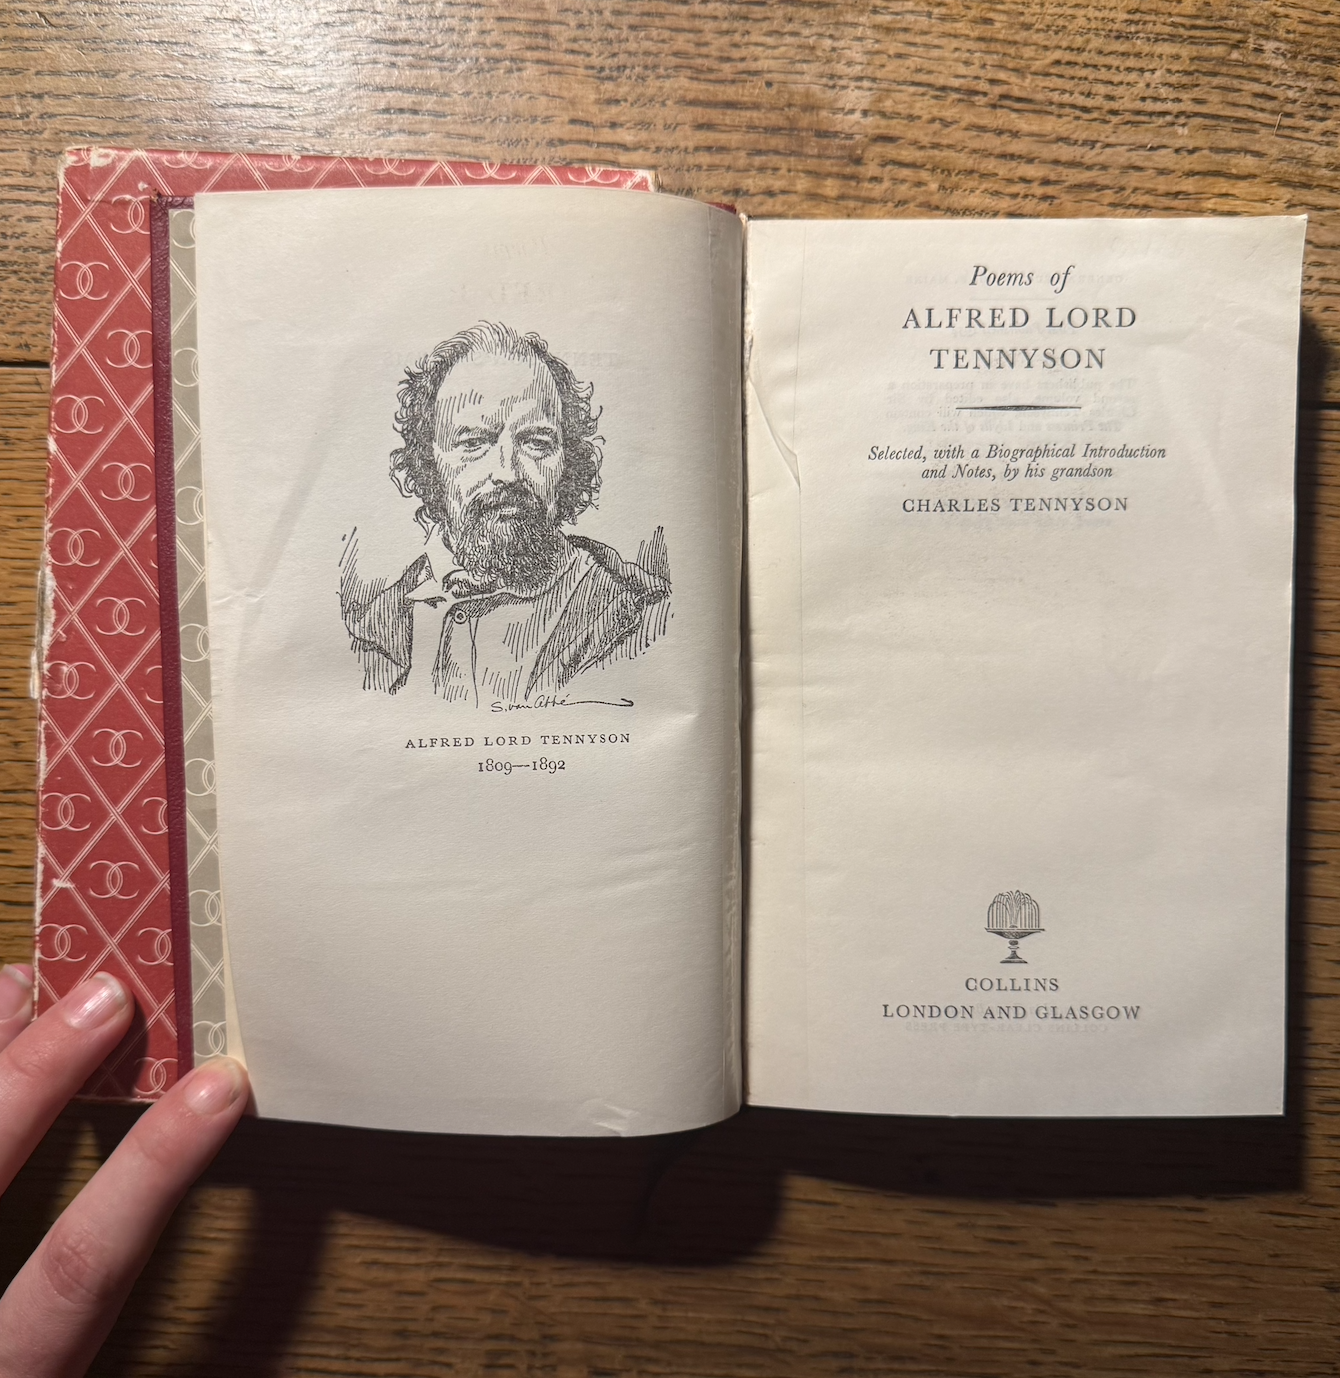 S. van Abbé
ALFRED LORD TENNYSON
1809—1892
Poems of
ALFRED LORD
TENNYSON
Selected, with a Biographical Introduction
and Notes, by his grandson
CHARLES TENNYSON
COLLINS
LONDON AND GLASGOW